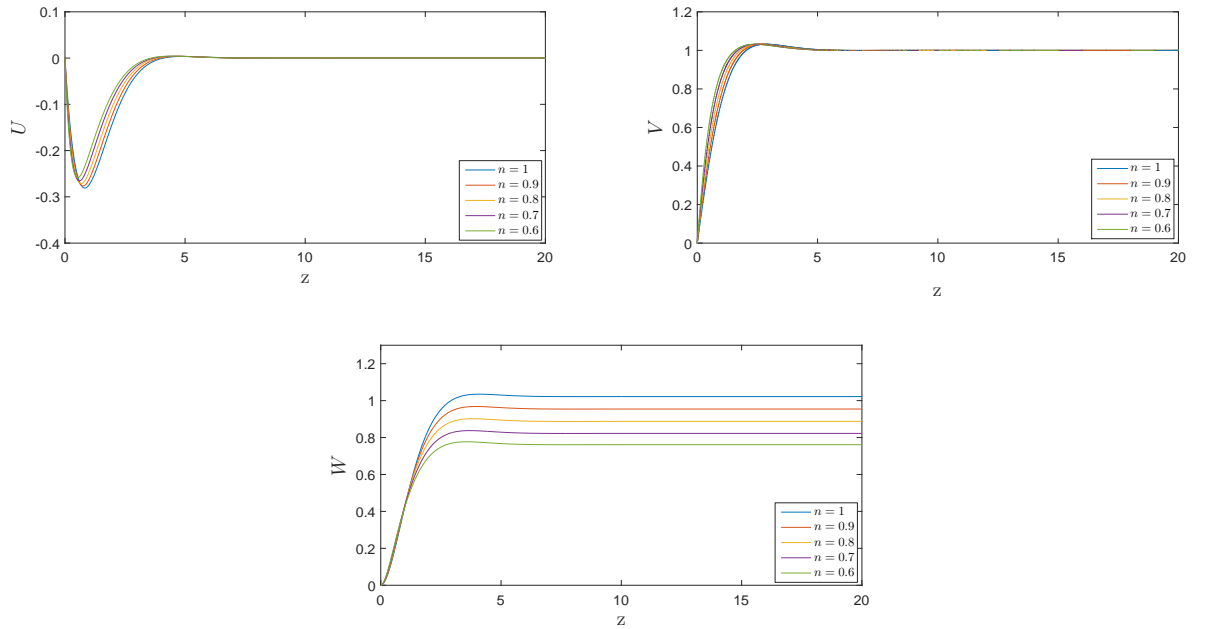 0.1
0
-0.1
-0.2
-0.3
-0.4
U
0
5
10
15
20
z
n = 1
n = 0.9
n = 0.8
n = 0.7
n = 0.6
1.2
1
0.8
0.6
0.4
0.2
0
V
0
5
10
15
20
z
n = 1
n = 0.9
n = 0.8
n = 0.7
n = 0.6
1.2
1
0.8
0.6
0.4
0.2
0
W
0
5
10
15
20
z
n = 1
n = 0.9
n = 0.8
n = 0.7
n = 0.6